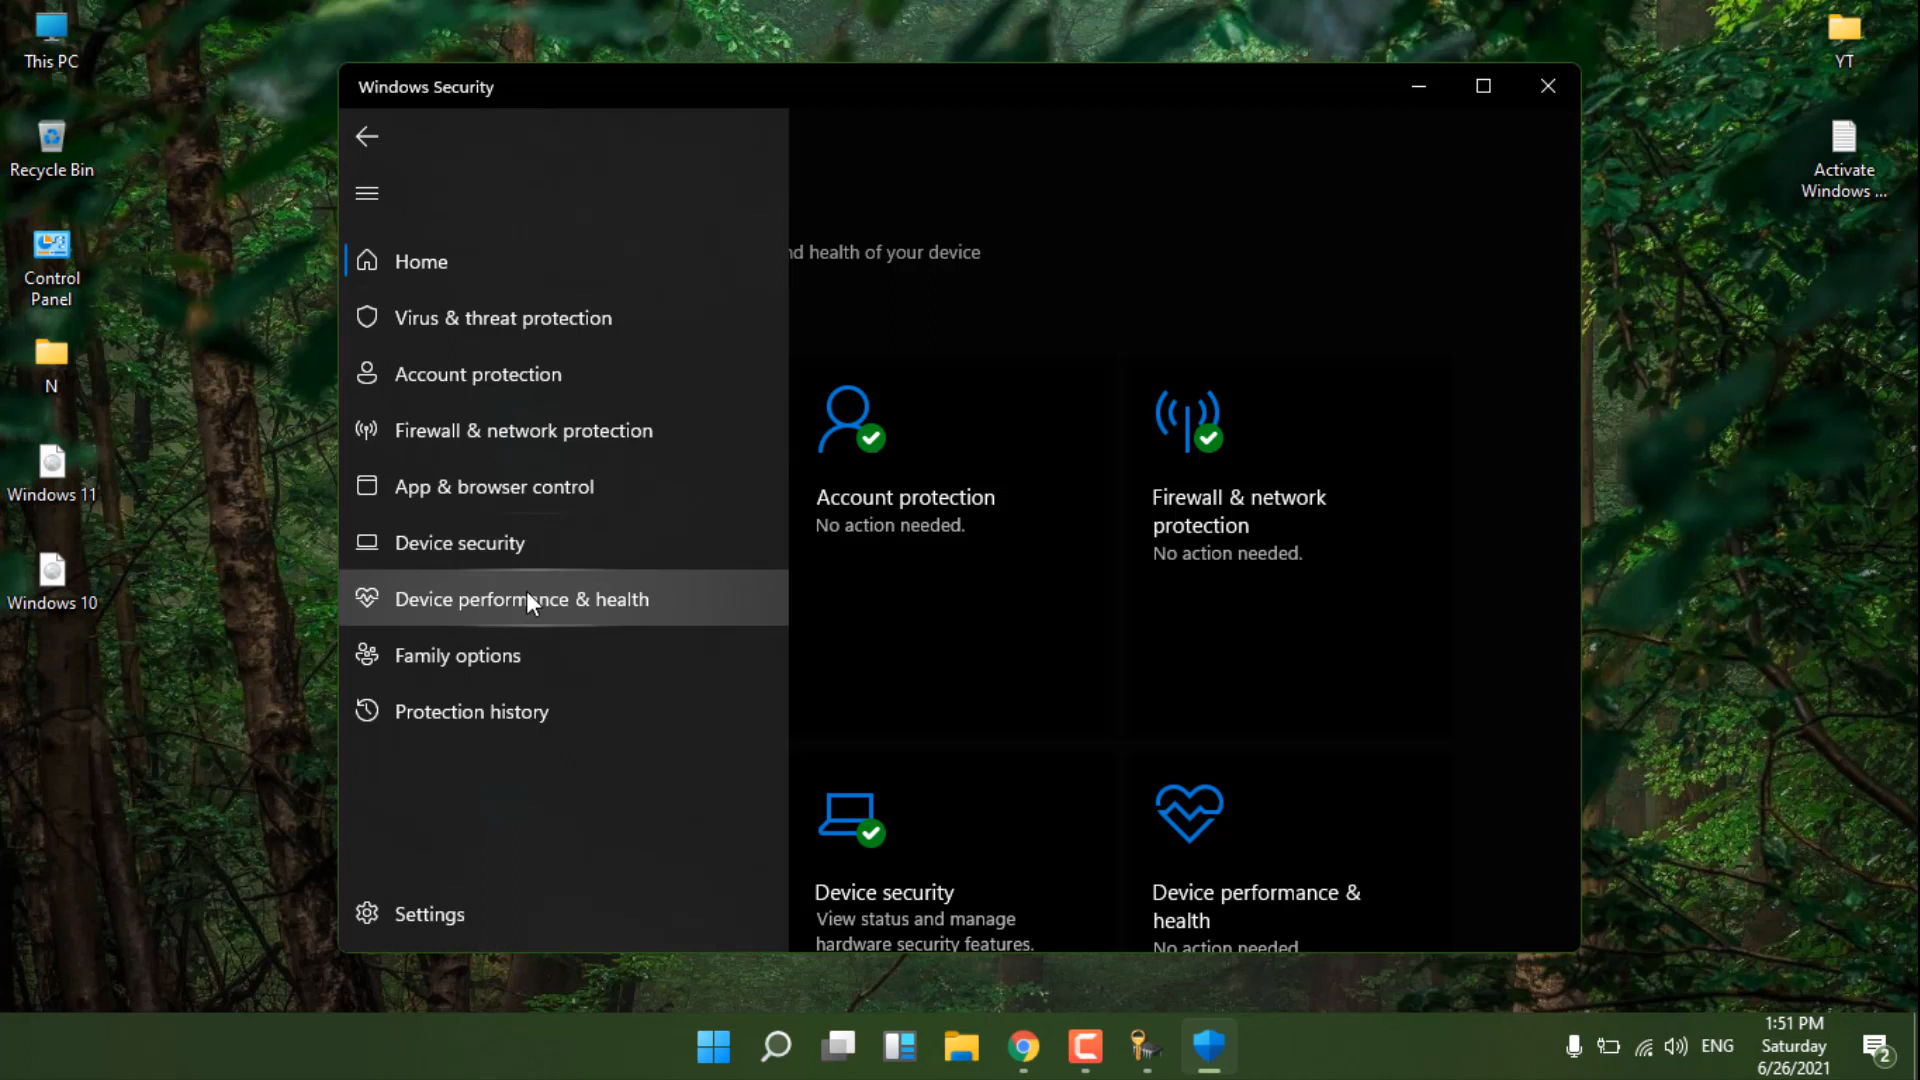 This PC
Recycle Bin
Control
Panel
N
Windows 11
Windows 10
YT
Activate
Windows ...
Windows Security
Home
Virus & threat protection
Account protection
Firewall & network protection
App & browser control
Device security
Device performance & health
Family options
Protection history
Settings
nd health of your device
Account protection
No action needed.
Firewall & network
protection
No action needed.
Device security
View status and manage
hardware security features.
Device performance &
health
No action needed
ENG
1:51 PM
Saturday
6/26/2021
2